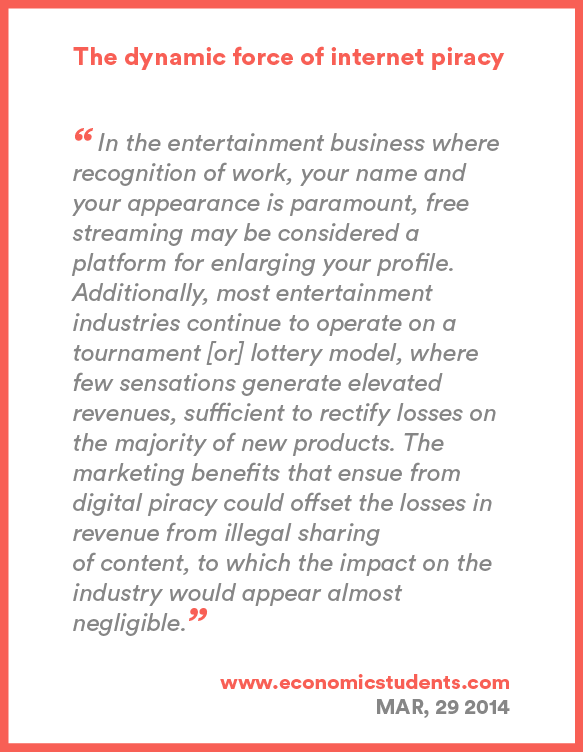 The dynamic force of internet piracy
“ In the entertainment business where
recognition of work, your name and
your appearance is paramount, free
streaming may be considered a
platform for enlarging your profile.
Additionally, most entertainment
industries continue to operate on a
tournament [or] lottery model, where
few sensations generate elevated
revenues, sufficient to rectify losses on
the majority of new products. The
marketing benefits that ensue from
digital piracy could offset the losses in
revenue from illegal sharing
of content, to which the impact on the
industry would appear almost
negligible.”
www.economicstudents.com
MAR, 29 2014